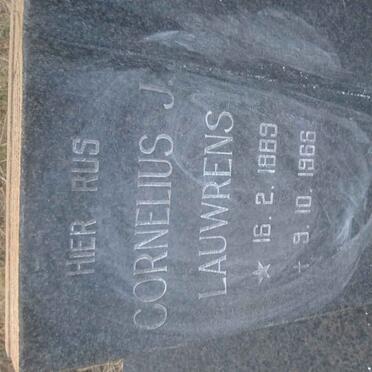 HIER RUS
CORNELIUS J.
LAUWRENS
☆ 16. 2. 1889
† 9. 10. 1966